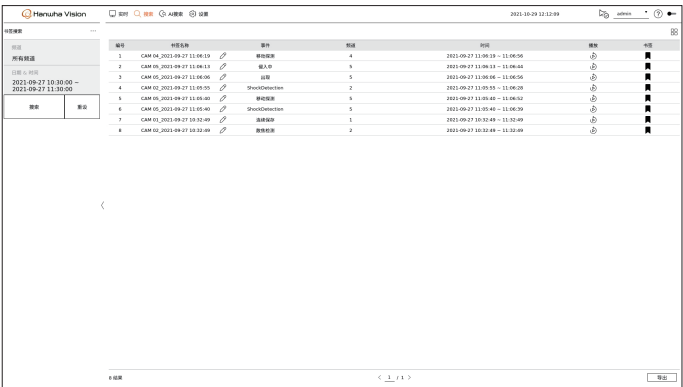 Hanwha Vision 实时 搜索 AI搜索 设置 2021-10-29 12:12:09 admin ?
书签搜索 ...
频道
所有频道
日期 & 时间
2021-09-27 10:30:00 ~
2021-09-27 11:30:00
搜索 重设
编号 书签名称 事件 频道 时间 播放 书签
1 CAM 04_2021-09-27 11:06:19 移动探测 4 2021-09-27 11:06:19 ~ 11:06:56
2 CAM 05_2021-09-27 11:06:13 侵入中 5 2021-09-27 11:06:13 ~ 11:06:44
3 CAM 05_2021-09-27 11:06:06 出现 5 2021-09-27 11:06:06 ~ 11:06:56
4 CAM 02_2021-09-27 11:05:55 ShockDetection 2 2021-09-27 11:05:55 ~ 11:06:28
5 CAM 05_2021-09-27 11:05:40 移动探测 5 2021-09-27 11:05:40 ~ 11:06:52
6 CAM 05_2021-09-27 11:05:40 ShockDetection 5 2021-09-27 11:05:40 ~ 11:06:39
7 CAM 01_2021-09-27 10:32:49 连续保存 1 2021-09-27 10:32:49 ~ 11:32:49
8 CAM 02_2021-09-27 10:32:49 散焦检测 2 2021-09-27 10:32:49 ~ 11:32:49
8 结果 < 1 / 1 > 导出